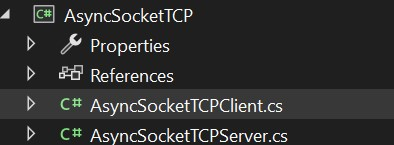 C# AsyncSocketTCP
Properties
References
C# AsyncSocketTCPClient.cs
C# AsyncSocketTCPServer.cs